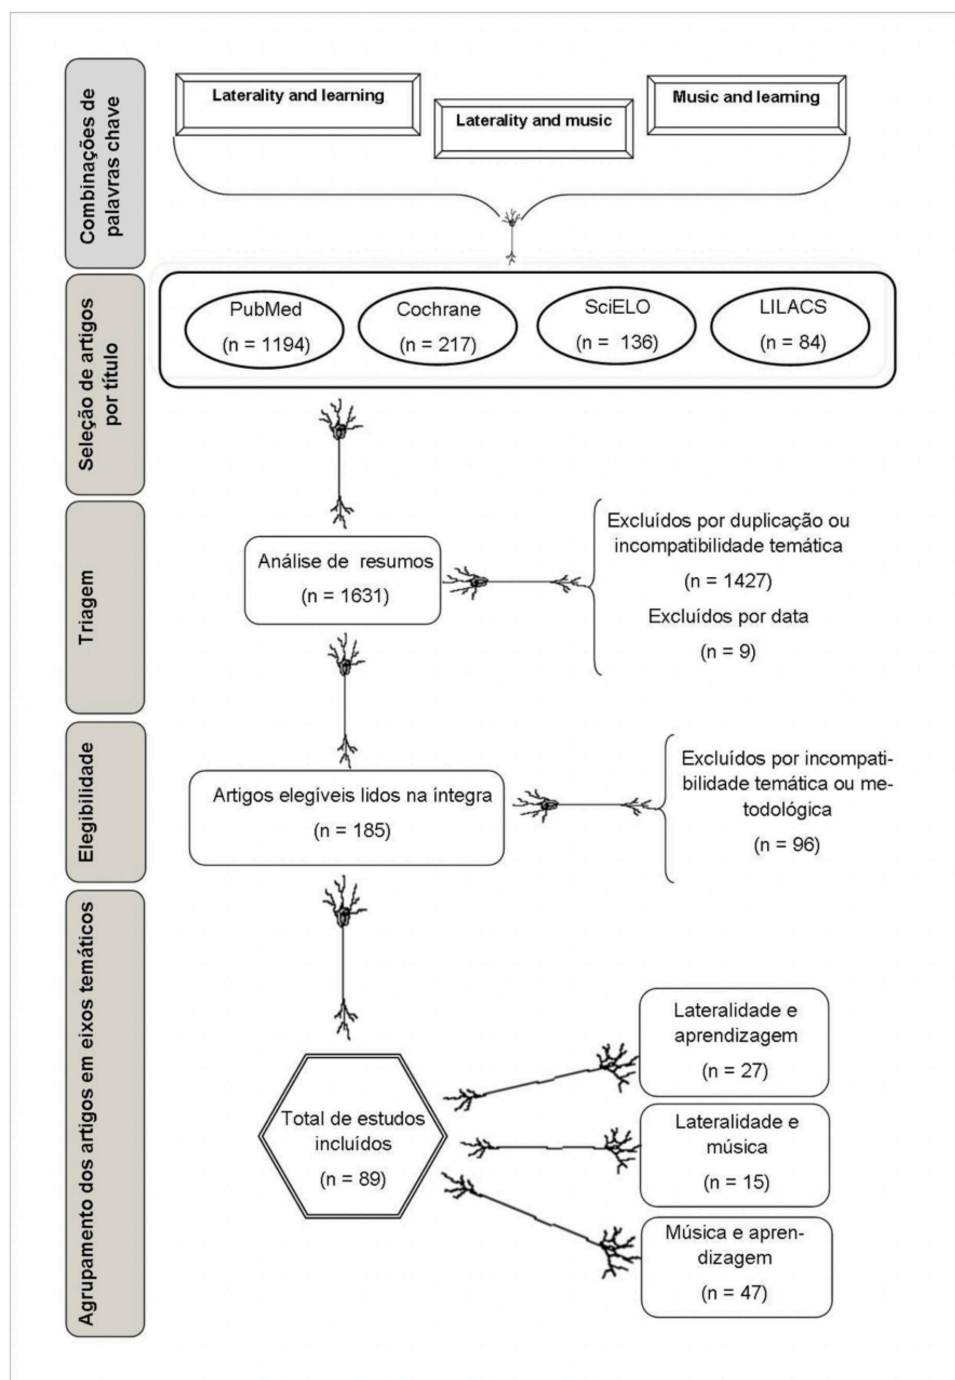 Combinações de
palavras chave
Laterality and learning
Laterality and music
Music and learning
Seleção de artigos
por título
PubMed
(n = 1194)
Cochrane
(n = 217)
SciELO
(n = 136)
LILACS
(n = 84)
Triagem
Análise de resumos
(n = 1631)
Excluídos por duplicação ou
incompatibilidade temática
(n = 1427)
Excluídos por data
(n = 9)
Elegibilidade
Artigos elegíveis lidos na íntegra
(n = 185)
Excluídos por incompati-
bilidade temática ou me-
todológica
(n = 96)
Agrupamento dos artigos em eixos temáticos
Total de estudos
incluídos
(n = 89)
Lateralidade e
aprendizagem
(n = 27)
Lateralidade e
música
(n = 15)
Música e apren-
dizagem
(n = 47)